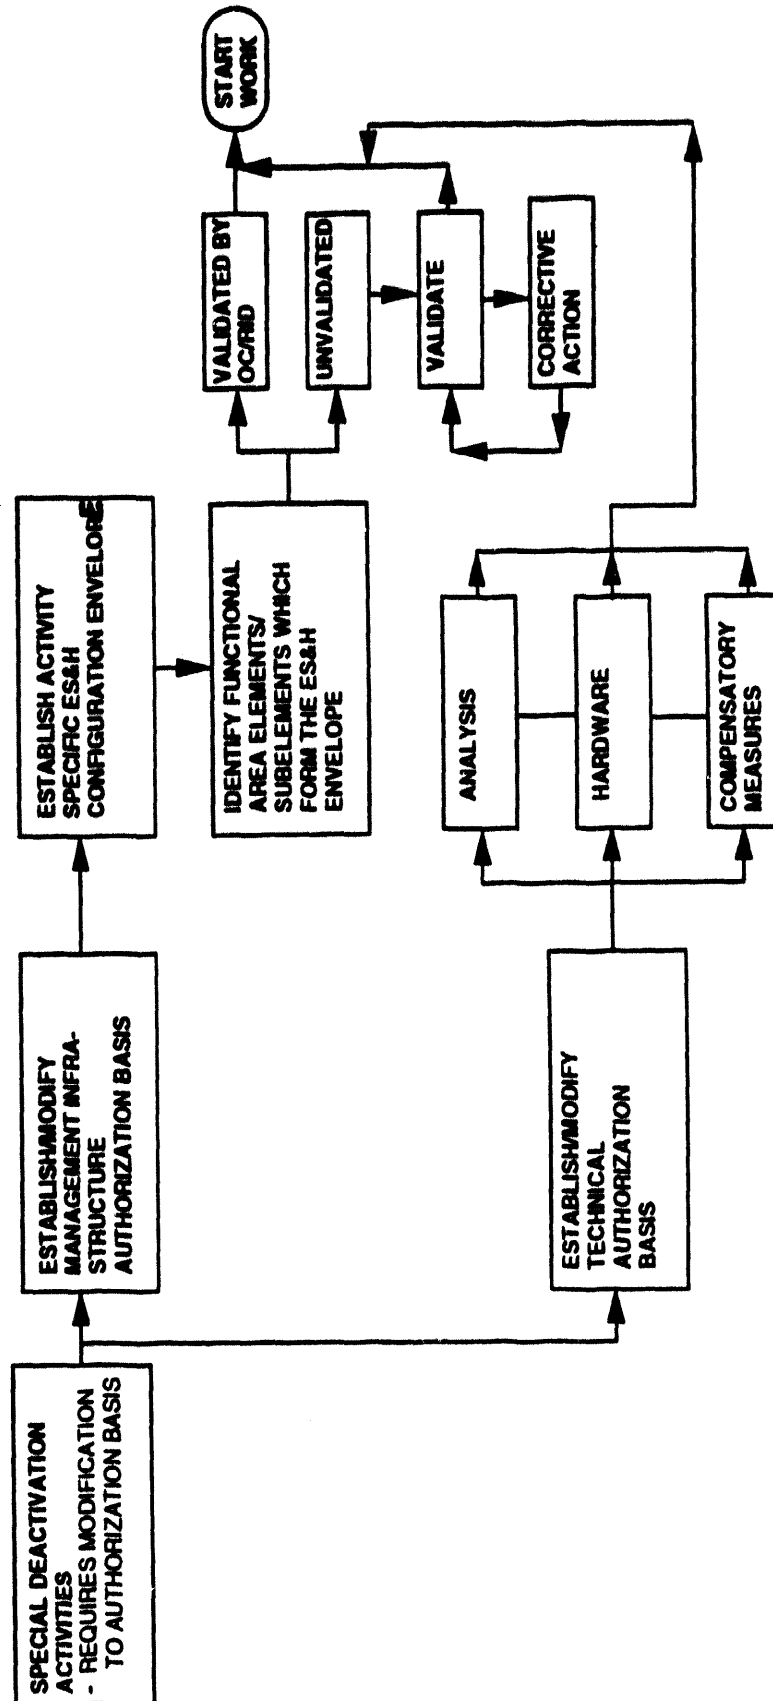 SPECIAL DEACTIVATION
ACTIVITIES
- REQUIRES MODIFICATION
TO AUTHORIZATION BASIS
ESTABLISH/MODIFY
MANAGEMENT INFRA-
STRUCTURE
AUTHORIZATION BASIS
ESTABLISH ACTIVITY
SPECIFIC ES&H
CONFIGURATION ENVELOPE
IDENTIFY FUNCTIONAL
AREA ELEMENTS/
SUBELEMENTS WHICH
FORM THE ES&H
ENVELOPE
VALIDATED BY
OC/RID
UNVALIDATED
VALIDATE
CORRECTIVE
ACTION
START
WORK
ESTABLISH/MODIFY
TECHNICAL
AUTHORIZATION
BASIS
ANALYSIS
HARDWARE
COMPENSATORY
MEASURES